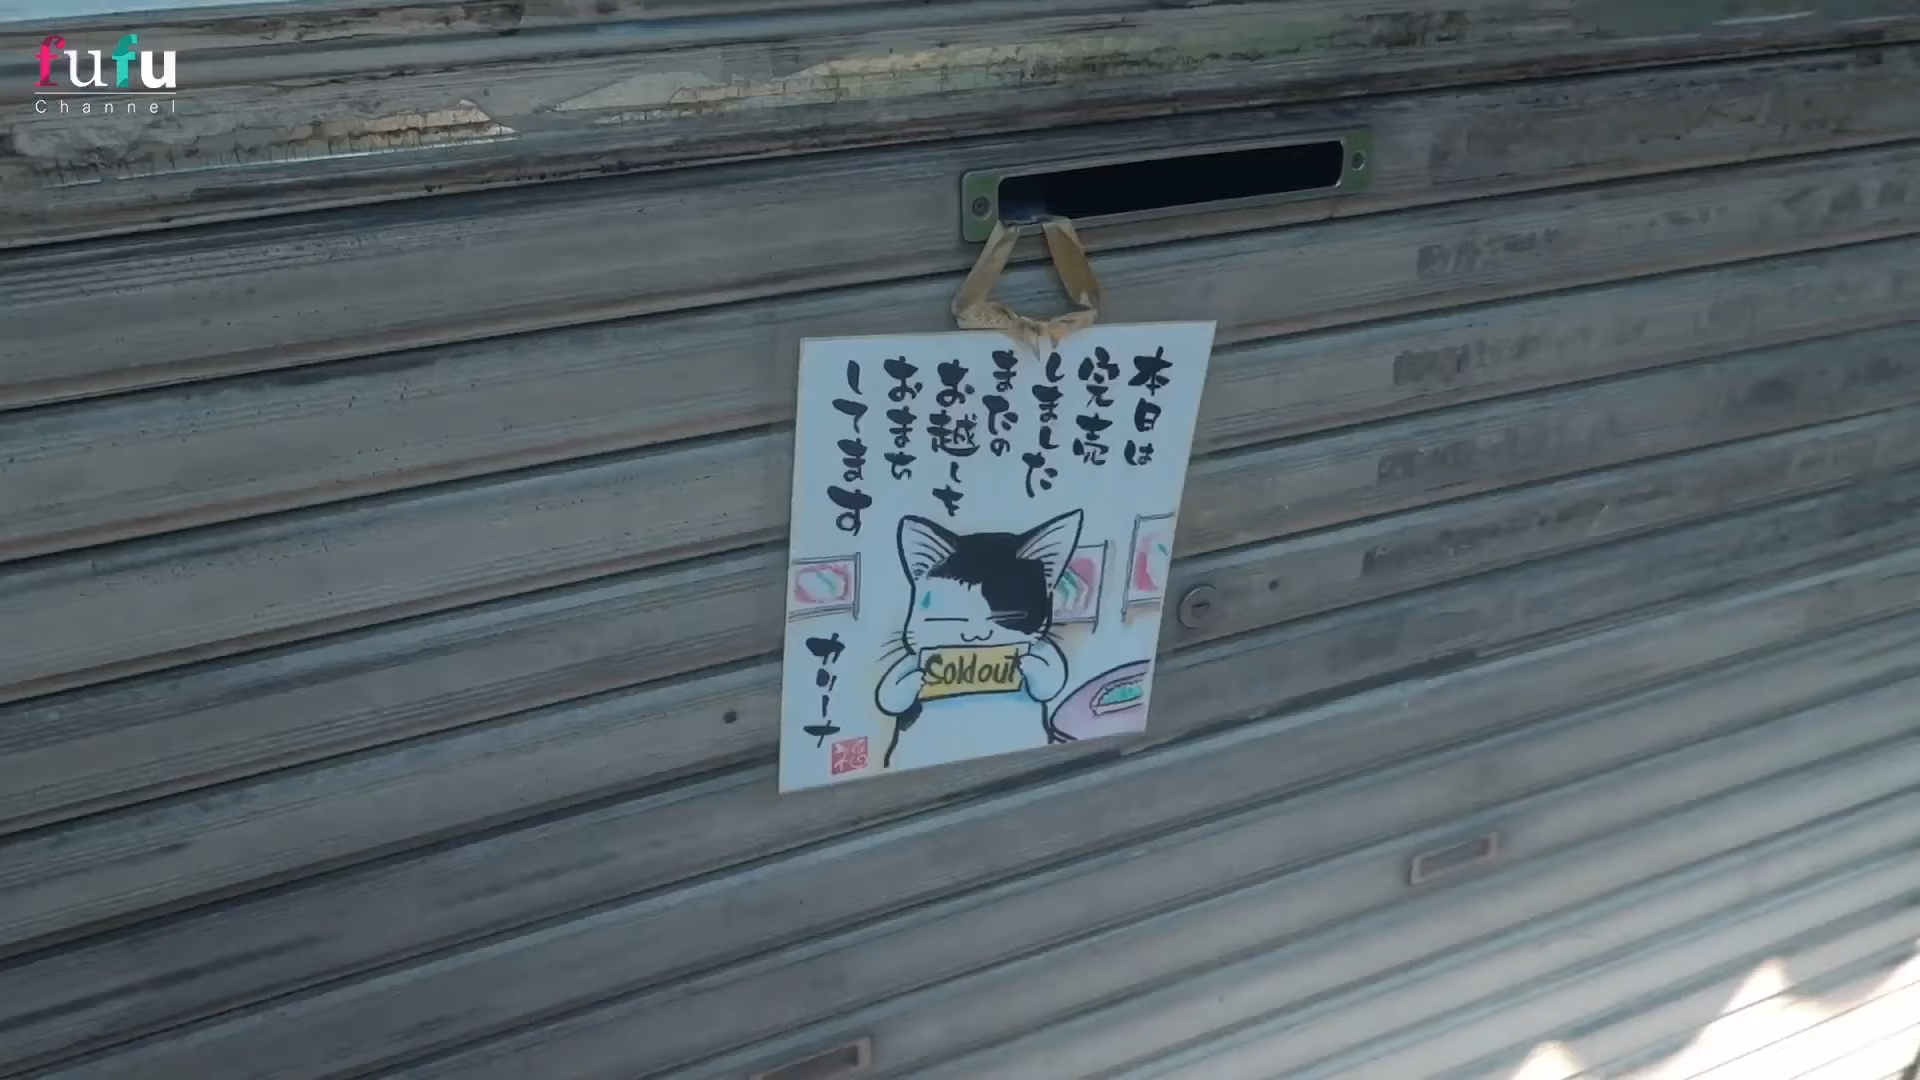 fufu
Channel
本日は
完売
しました
またの
お越しを
おまち
してます
Sold out
カリーナ
福